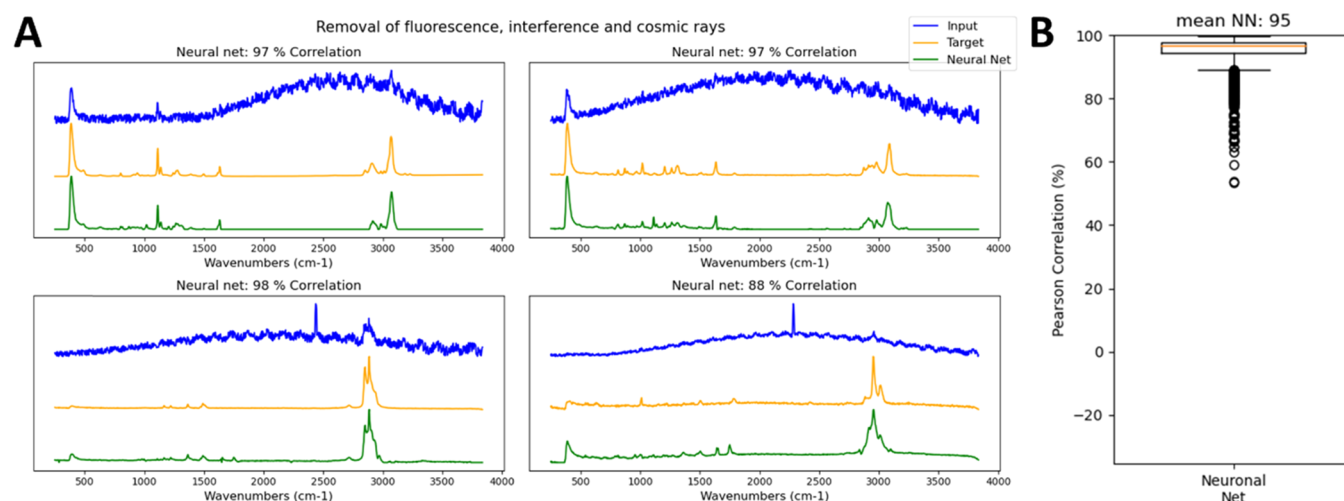 A
Removal of fluorescence, interference and cosmic rays
Input
Target
Neural Net
Neural net: 97 % Correlation
500 1000 1500 2000 2500 3000 3500 4000
Wavenumbers (cm-1)
Neural net: 97 % Correlation
500 1000 1500 2000 2500 3000 3500 4000
Wavenumbers (cm-1)
Neural net: 98 % Correlation
500 1000 1500 2000 2500 3000 3500 4000
Wavenumbers (cm-1)
Neural net: 88 % Correlation
500 1000 1500 2000 2500 3000 3500 4000
Wavenumbers (cm-1)
B
mean NN: 95
Pearson Correlation (%)
100
80
60
40
20
0
−20
Neuronal
Net